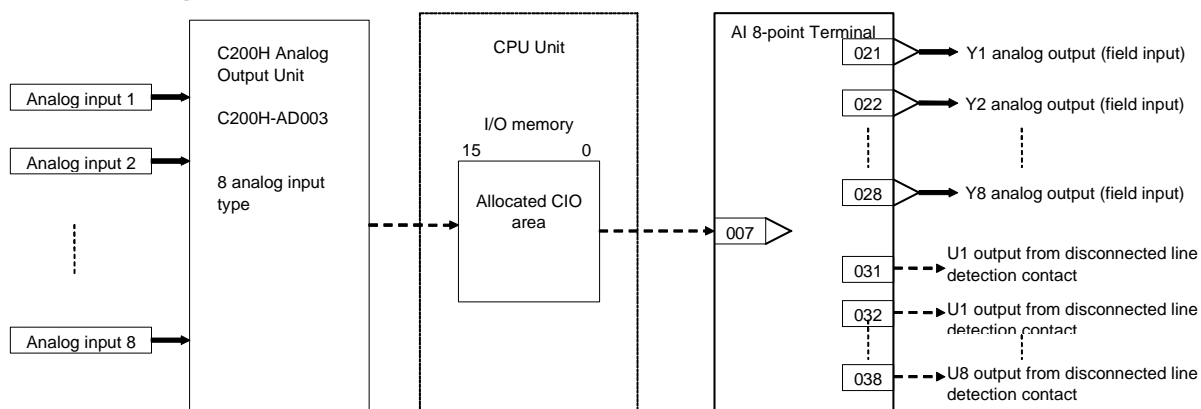 C200H Analog
Output Unit
C200H-AD003
8 analog input
type
Analog input 1
Analog input 2
Analog input 8
CPU Unit
I/O memory
15 0
Allocated CIO
area
AI 8-point Terminal
007
021
Y1 analog output (field input)
022
Y2 analog output (field input)
028
Y8 analog output (field input)
031
U1 output from disconnected line
detection contact
032
U1 output from disconnected line
detection contact
038
U8 output from disconnected line
detection contact